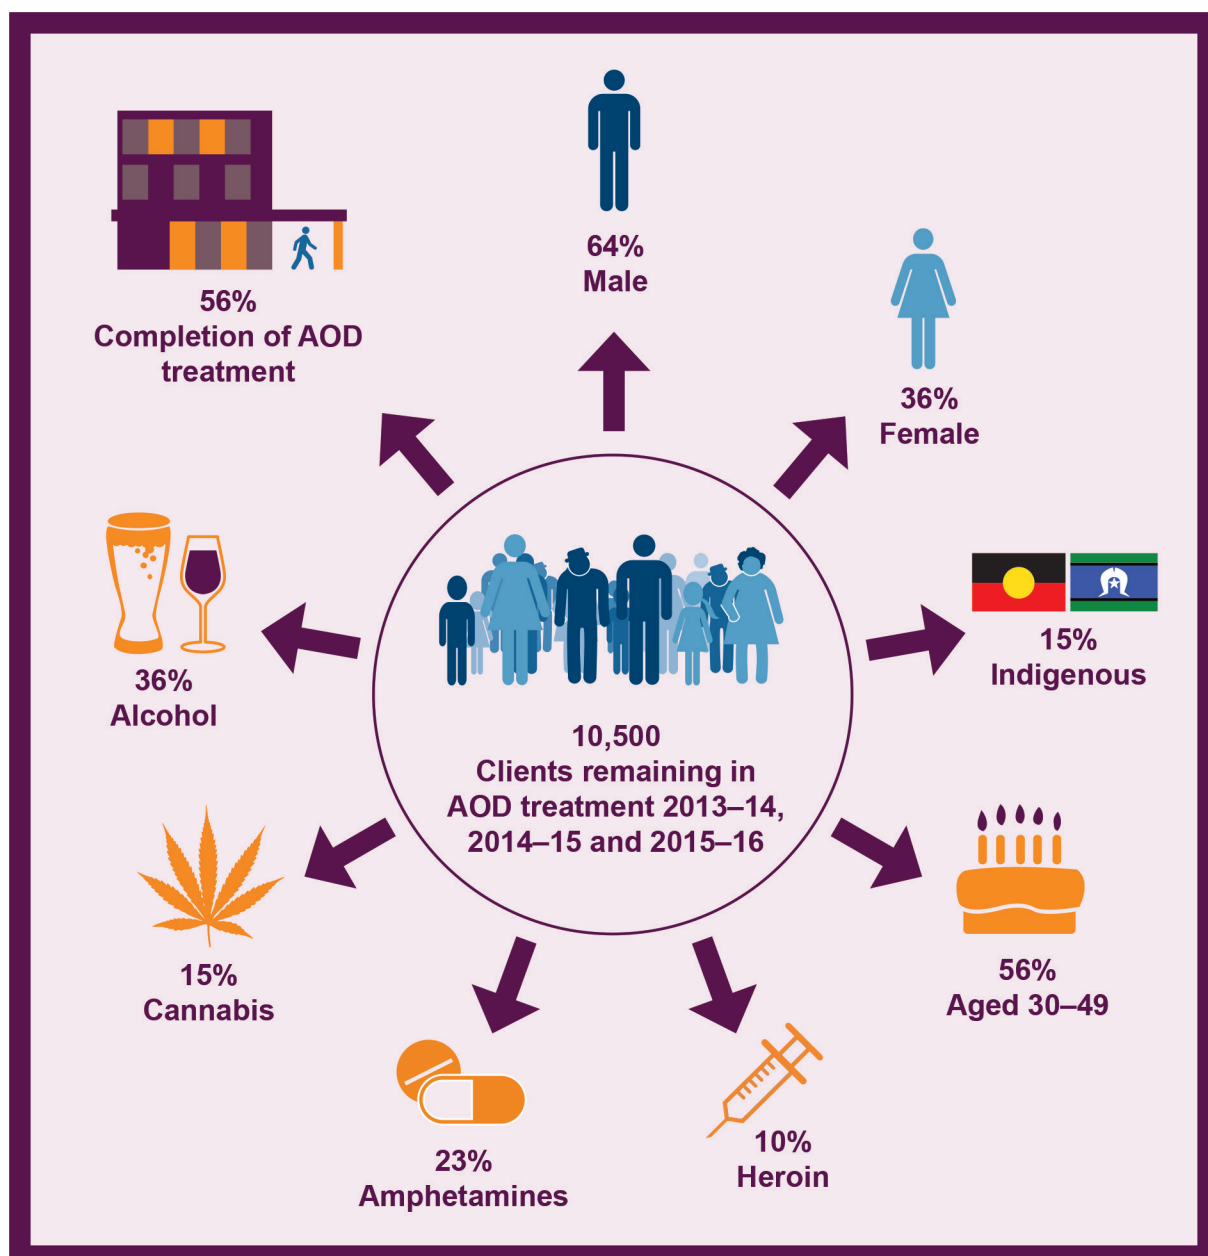 64%
Male
36%
Female
15%
Indigenous
56%
Aged 30–49
10%
Heroin
23%
Amphetamines
15%
Cannabis
36%
Alcohol
56%
Completion of AOD
treatment
10,500
Clients remaining in
AOD treatment 2013–14,
2014–15 and 2015–16